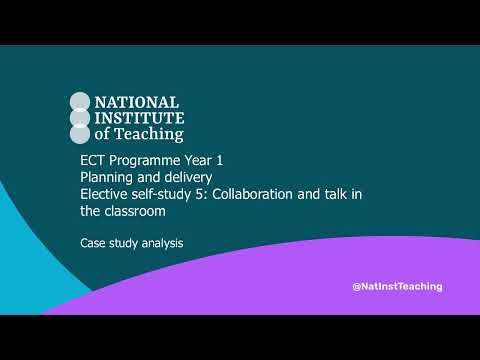 NATIONAL
INSTITUTE
of Teaching
ECT Programme Year 1
Planning and delivery
Elective self-study 5: Collaboration and talk in
the classroom
Case study analysis
@NatInstTeaching